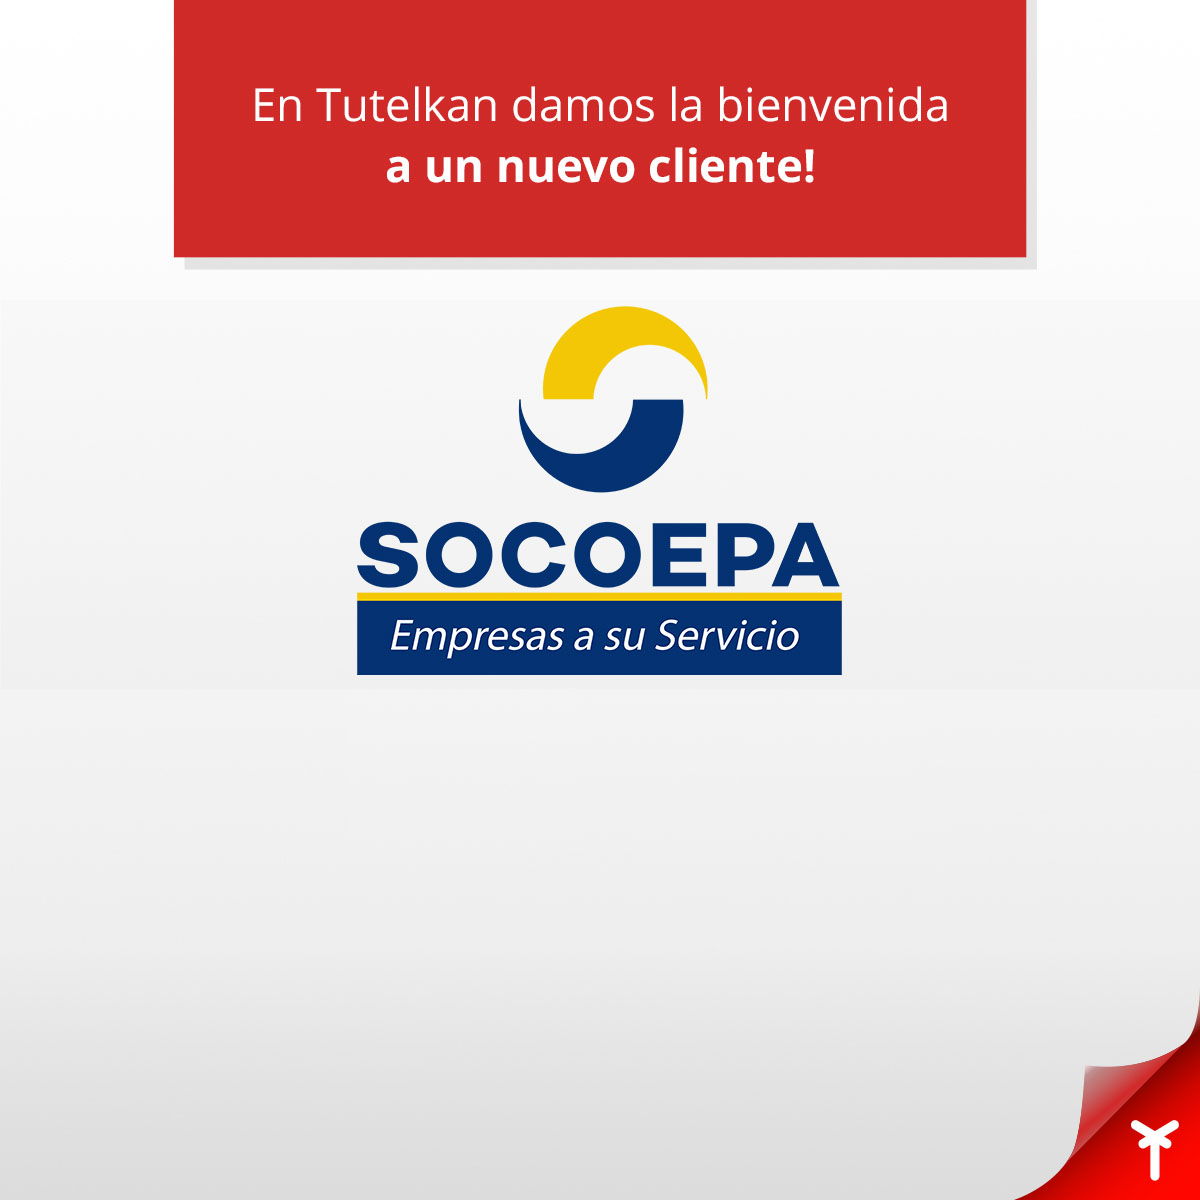 En Tutelkan damos la bienvenida
a un nuevo cliente!
SOCOEPA
Empresas a su Servicio